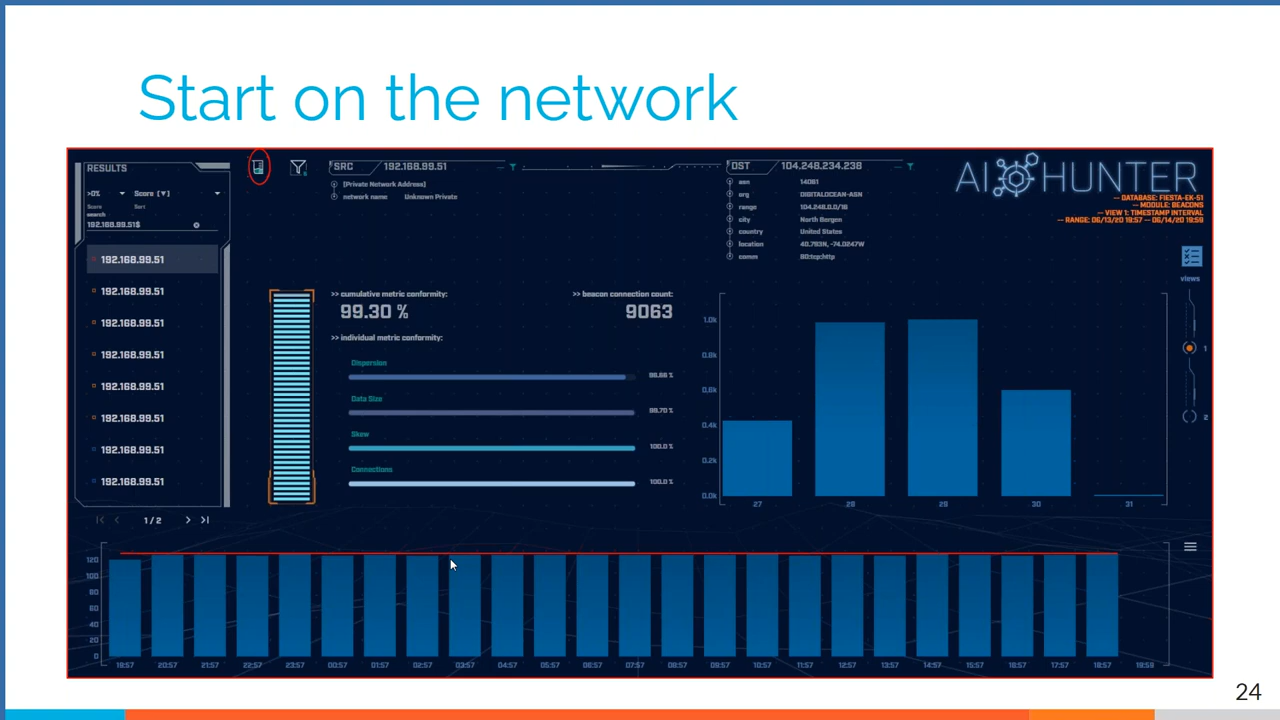 Start on the network
RESULTS
>0%
Score [▼]
Score
Sort
search
192.168.99.51$
192.168.99.51
192.168.99.51
192.168.99.51
192.168.99.51
192.168.99.51
192.168.99.51
192.168.99.51
192.168.99.51
1 / 2
SRC 192.168.99.51
[Private Network Address]
network name Unknown Private
DST 104.248.234.238
asn 14061
org DIGITALOCEAN-ASN
range 104.248.0.0/16
city North Bergen
country United States
location 40.793N, -74.0247W
comm 80:tcp:http
AI HUNTER
-- DATABASE: FIESTA-EK-51
-- MODULE: BEACONS
-- VIEW 1: TIMESTAMP INTERVAL
-- RANGE: 06/13/20 19:57 -- 06/14/20 19:59
views
1
2
>> cumulative metric conformity:
99.30 %
>> beacon connection count:
9063
>> individual metric conformity:
Dispersion
Data Size 99.70 %
Skew 100.0 %
Connections 100.0 %
1.0k
0.8k
0.6k
0.4k
0.2k
0.0k
27 28 29 30 31
120
100
80
60
40
20
0
19:57 20:57 21:57 22:57 23:57 00:57 01:57 02:57 03:57 04:57 05:57 06:57 07:57 08:57 09:57 10:57 11:57 12:57 13:57 14:57 15:57 16:57 17:57 18:57 19:59
24